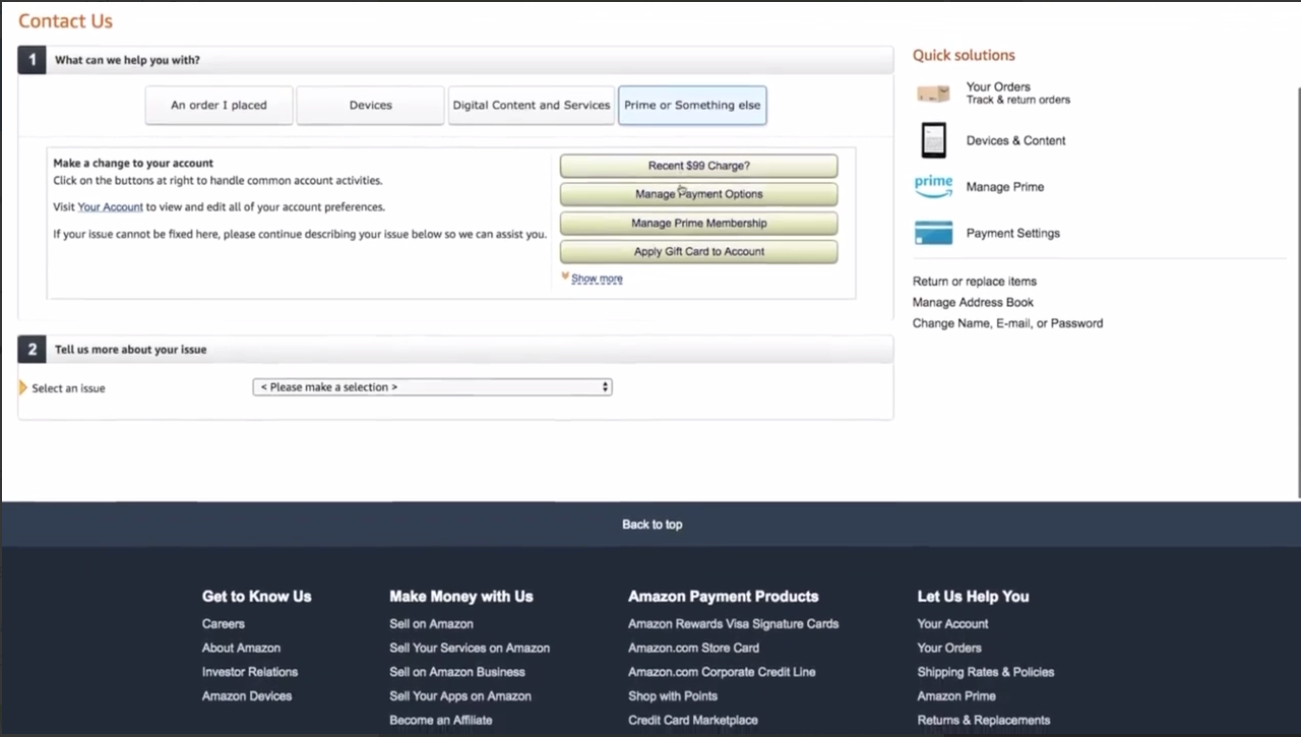 Contact Us
1 What can we help you with?
An order I placed
Devices
Digital Content and Services
Prime or Something else
Make a change to your account
Click on the buttons at right to handle common account activities.
Visit Your Account to view and edit all of your account preferences.
If your issue cannot be fixed here, please continue describing your issue below so we can assist you.
Recent $99 Charge?
Manage Payment Options
Manage Prime Membership
Apply Gift Card to Account
Show more
2 Tell us more about your issue
Select an issue
< Please make a selection >
Quick solutions
Your Orders
Track & return orders
Devices & Content
prime
Manage Prime
Payment Settings
Return or replace items
Manage Address Book
Change Name, E-mail, or Password
Back to top
Get to Know Us
Careers
About Amazon
Investor Relations
Amazon Devices
Make Money with Us
Sell on Amazon
Sell Your Services on Amazon
Sell on Amazon Business
Sell Your Apps on Amazon
Become an Affiliate
Amazon Payment Products
Amazon Rewards Visa Signature Cards
Amazon.com Store Card
Amazon.com Corporate Credit Line
Shop with Points
Credit Card Marketplace
Let Us Help You
Your Account
Your Orders
Shipping Rates & Policies
Amazon Prime
Returns & Replacements